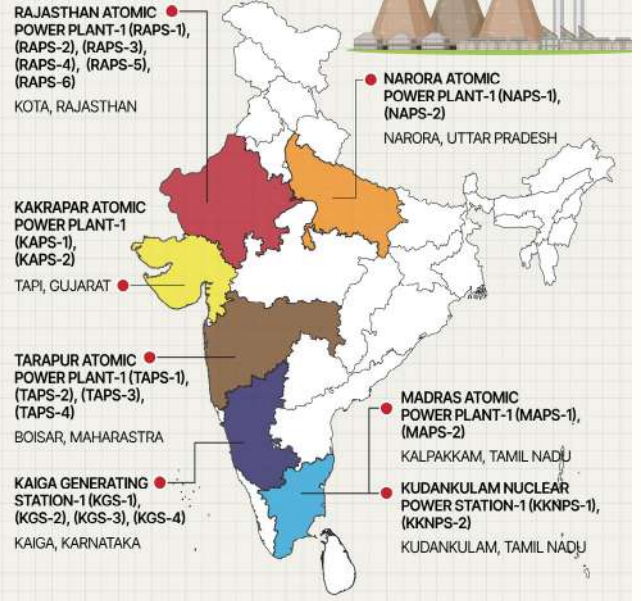 RAJASTHAN ATOMIC
POWER PLANT-1 (RAPS-1),
(RAPS-2), (RAPS-3),
(RAPS-4), (RAPS-5),
(RAPS-6)
KOTA, RAJASTHAN
NARORA ATOMIC
POWER PLANT-1 (NAPS-1),
(NAPS-2)
NARORA, UTTAR PRADESH
KAKRAPAR ATOMIC
POWER PLANT-1
(KAPS-1),
(KAPS-2)
TAPI, GUJARAT
TARAPUR ATOMIC
POWER PLANT-1 (TAPS-1),
(TAPS-2), (TAPS-3),
(TAPS-4)
BOISAR, MAHARASTRA
MADRAS ATOMIC
POWER PLANT-1 (MAPS-1),
(MAPS-2)
KALPAKKAM, TAMIL NADU
KAIGA GENERATING
STATION-1 (KGS-1),
(KGS-2), (KGS-3), (KGS-4)
KAIGA, KARNATAKA
KUDANKULAM NUCLEAR
POWER STATION-1 (KKNPS-1),
(KKNPS-2)
KUDANKULAM, TAMIL NADU